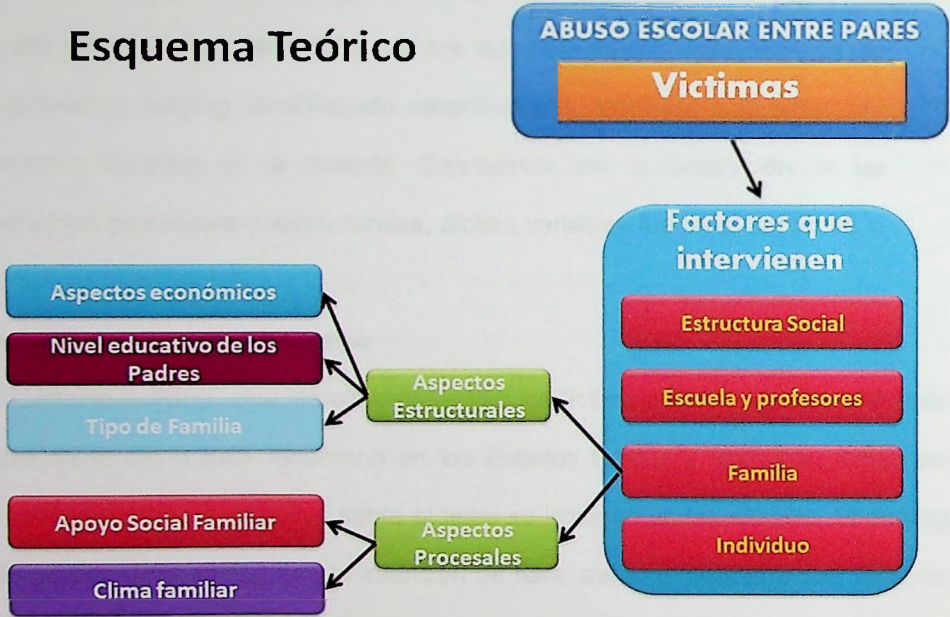 Esquema Teórico
ABUSO ESCOLAR ENTRE PARES
Victimas
Factores que
intervienen
Estructura Social
Escuela y profesores
Familia
Individuo
Aspectos
Estructurales
Aspectos económicos
Nivel educativo de los
Padres
Tipo de Familia
Aspectos
Procesales
Apoyo Social Familiar
Clima familiar